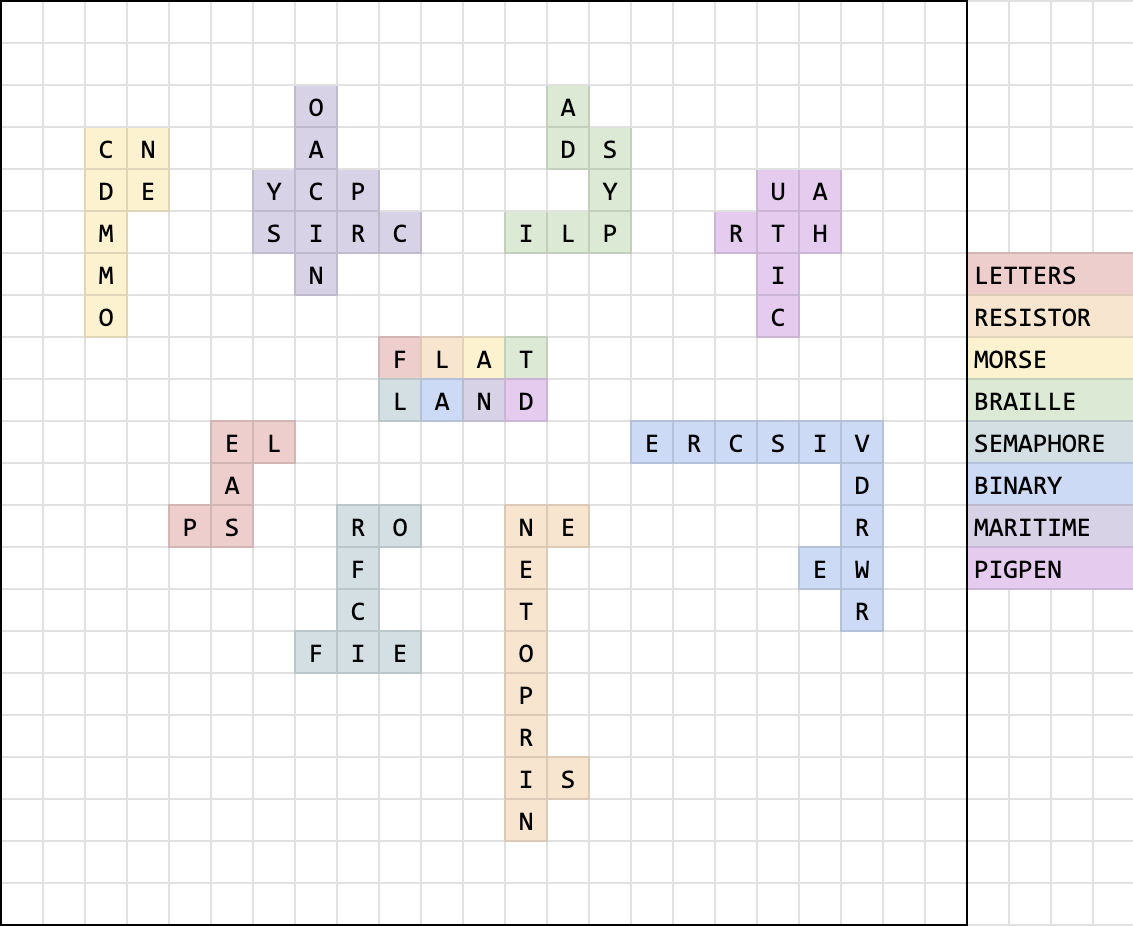 O A
C N A D S
D E Y C P Y U A
M S I R C I L P R T H
M N I LETTERS
O C RESISTOR
F L A T MORSE
L A N D BRAILLE
E L E R C S I V SEMAPHORE
A D BINARY
P S R O N E R MARITIME
F E E W PIGPEN
C T R
F I E O
P
R
I S
N